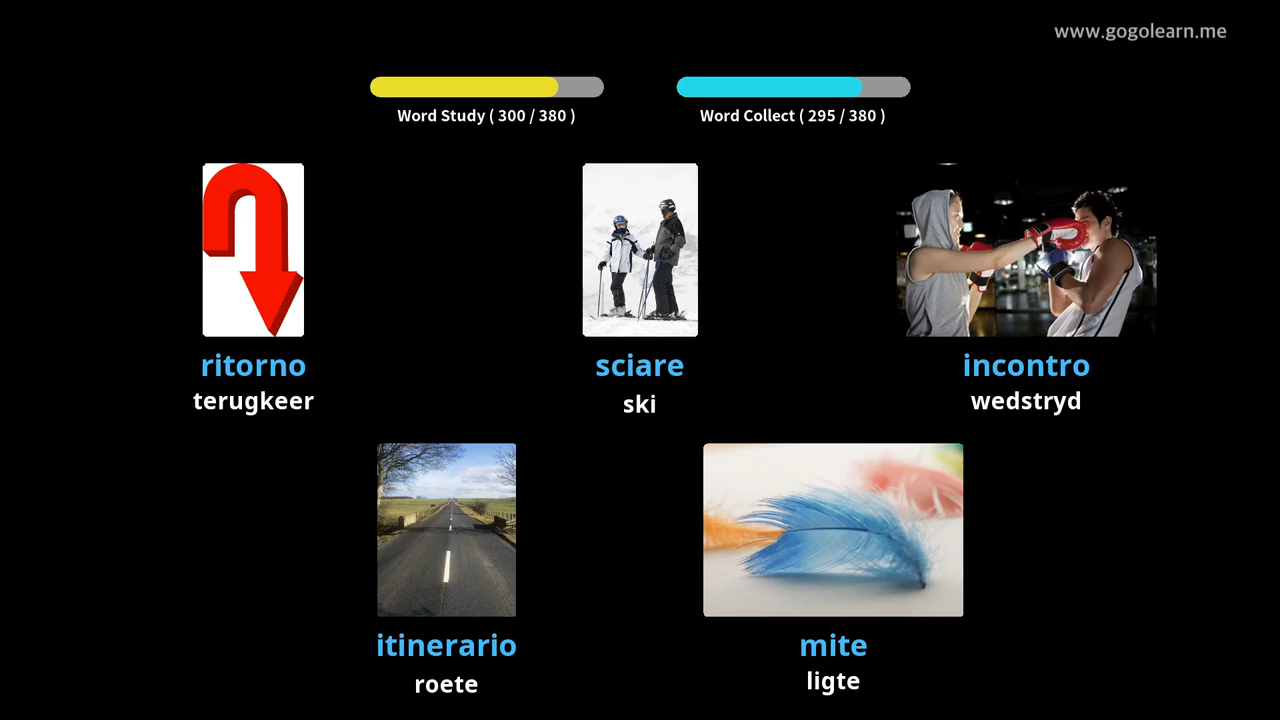 www.gogolearn.me
Word Study ( 300 / 380 )
Word Collect ( 295 / 380 )
ritorno
terugkeer
sciare
ski
incontro
wedstryd
itinerario
roete
mite
ligte